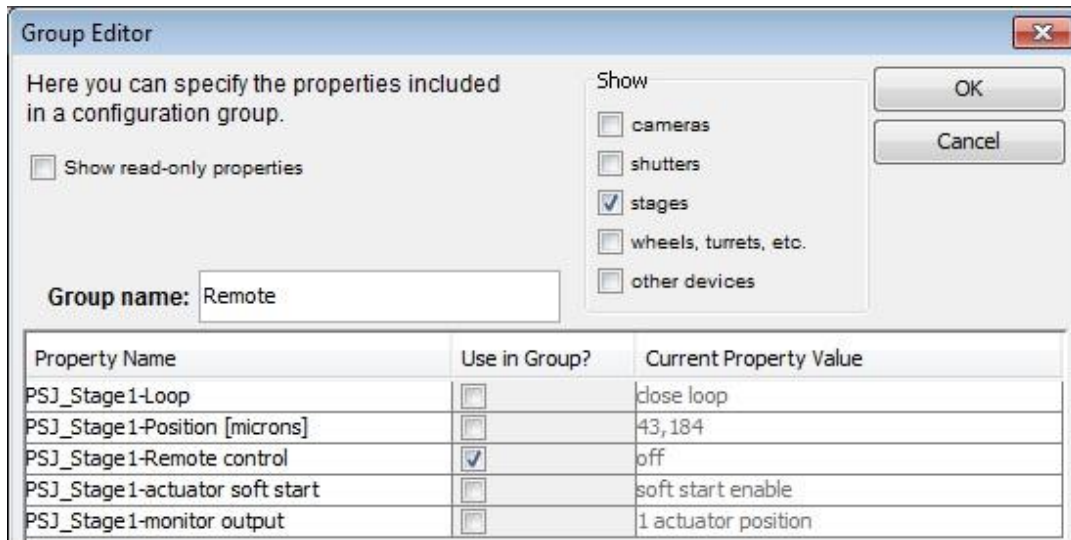 Group Editor
Here you can specify the properties included
in a configuration group.
Show read-only properties
Show
cameras
shutters
stages
wheels, turrets, etc.
other devices
OK
Cancel
Group name: Remote
Property Name Use in Group? Current Property Value
PSJ_Stage1-Loop close loop
PSJ_Stage1-Position [microns] 43,184
PSJ_Stage1-Remote control off
PSJ_Stage1-actuator soft start soft start enable
PSJ_Stage1-monitor output 1 actuator position